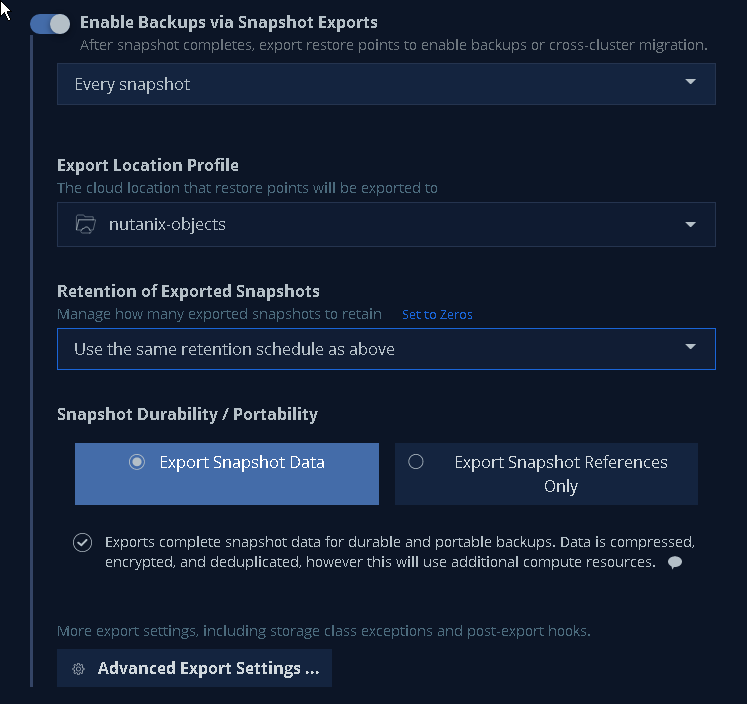 Enable Backups via Snapshot Exports
After snapshot completes, export restore points to enable backups or cross-cluster migration.
Every snapshot
Export Location Profile
The cloud location that restore points will be exported to
nutanix-objects
Retention of Exported Snapshots
Manage how many exported snapshots to retain Set to Zeros
Use the same retention schedule as above
Snapshot Durability / Portability
Export Snapshot Data
Export Snapshot References
Only
Exports complete snapshot data for durable and portable backups. Data is compressed,
encrypted, and deduplicated, however this will use additional compute resources.
More export settings, including storage class exceptions and post-export hooks.
Advanced Export Settings ...